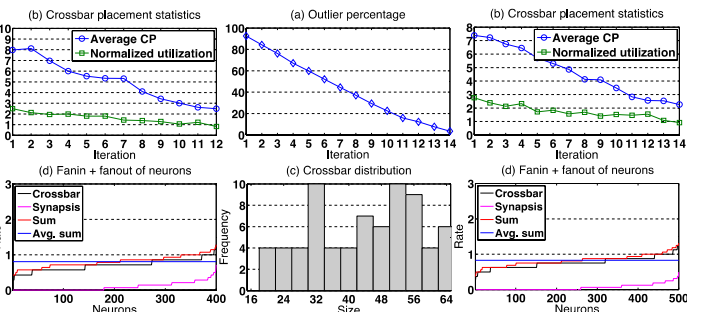 (b) Crossbar placement statistics
10
9
8
7
6
5
4
3
2
1
0
Average CP
Normalized utilization
1 2 3 4 5 6 7 8 9 10 11 12
Iteration
(a) Outlier percentage
100
80
60
40
20
0
1 2 3 4 5 6 7 8 9 10 11 12 13 14
Iteration
(b) Crossbar placement statistics
8
7
6
5
4
3
2
1
0
Average CP
Normalized utilization
1 2 3 4 5 6 7 8 9 10 11 12 13 14
Iteration
(d) Fanin + fanout of neurons
3
2
1
0
Crossbar
Synapsis
Sum
Avg. sum
100 200 300 400
Neurons
(c) Crossbar distribution
Frequency
10
8
6
4
2
0
16 24 32 40 48 56 64
Size
(d) Fanin + fanout of neurons
Rate
3
2
1
0
Crossbar
Synapsis
Sum
Avg. sum
100 200 300 400 500
Neurons